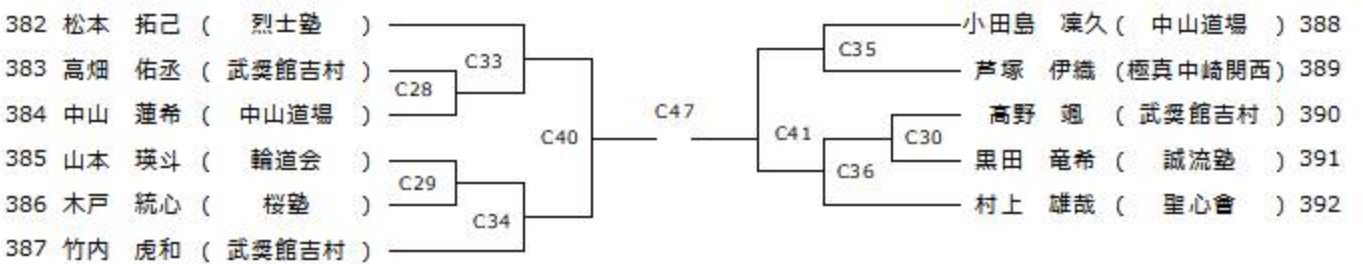 382 松本 拓己 ( 烈士塾 )
383 高畑 佑丞 ( 武奨館吉村 )
384 中山 蓮希 ( 中山道場 )
385 山本 瑛斗 ( 輪道会 )
386 木戸 統心 ( 桜塾 )
387 竹内 虎和 ( 武奨館吉村 )
C33
C28
C29
C34
C40
C47
C41
C35
C30
C36
小田島 凜久 ( 中山道場 ) 388
芦塚 伊織 (極真中崎関西) 389
高野 颯 ( 武奨館吉村 ) 390
黒田 竜希 ( 誠流塾 ) 391
村上 雄哉 ( 聖心會 ) 392